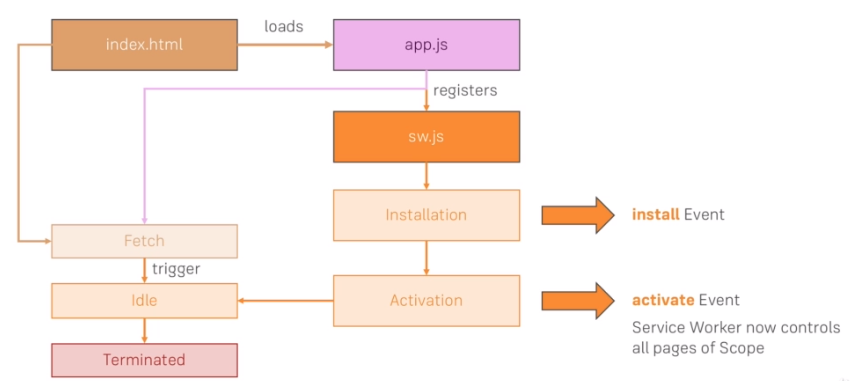 loads
index.html
app.js
registers
sw.js
Installation
install Event
Fetch
trigger
Idle
Activation
activate Event
Service Worker now controls
all pages of Scope
Terminated